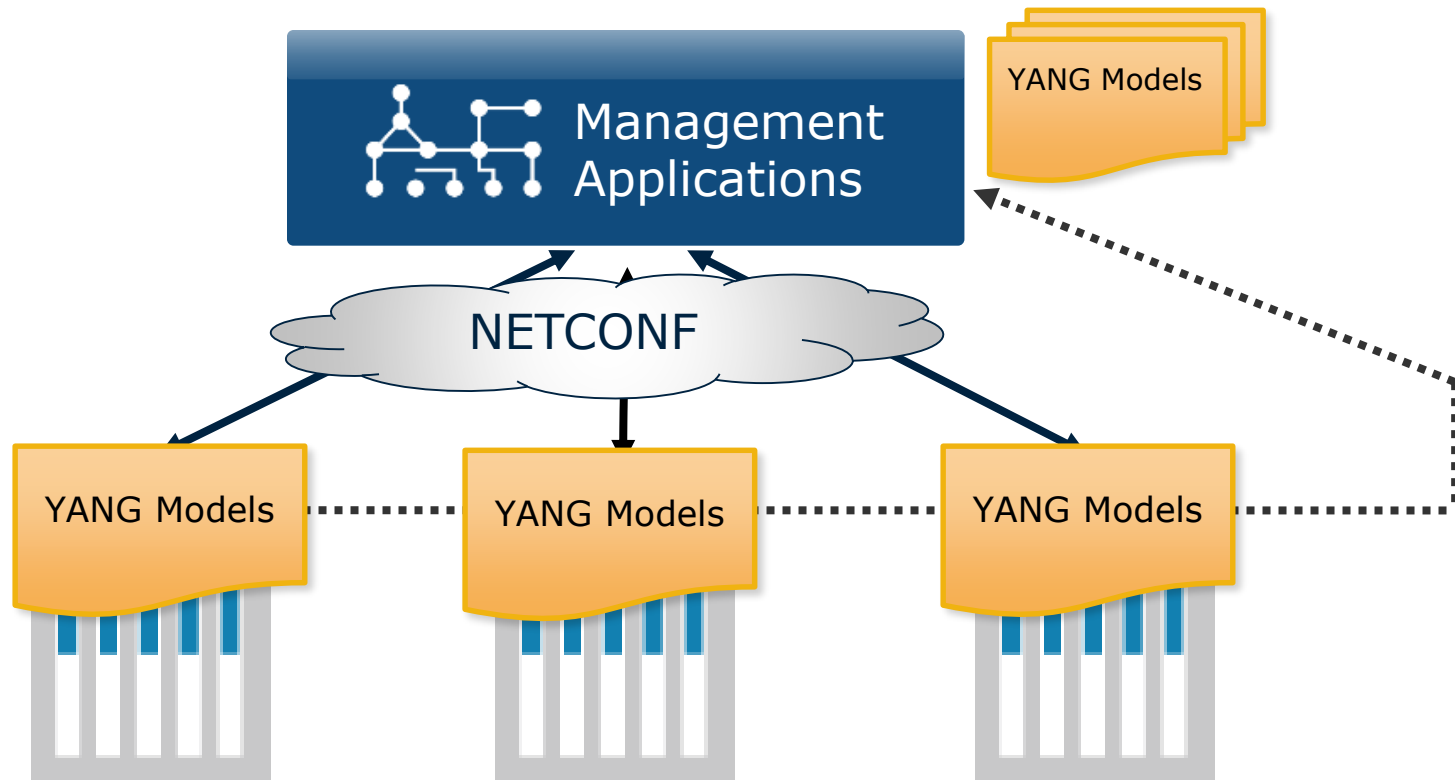 YANG Models
Management
Applications
NETCONF
YANG Models
YANG Models
YANG Models